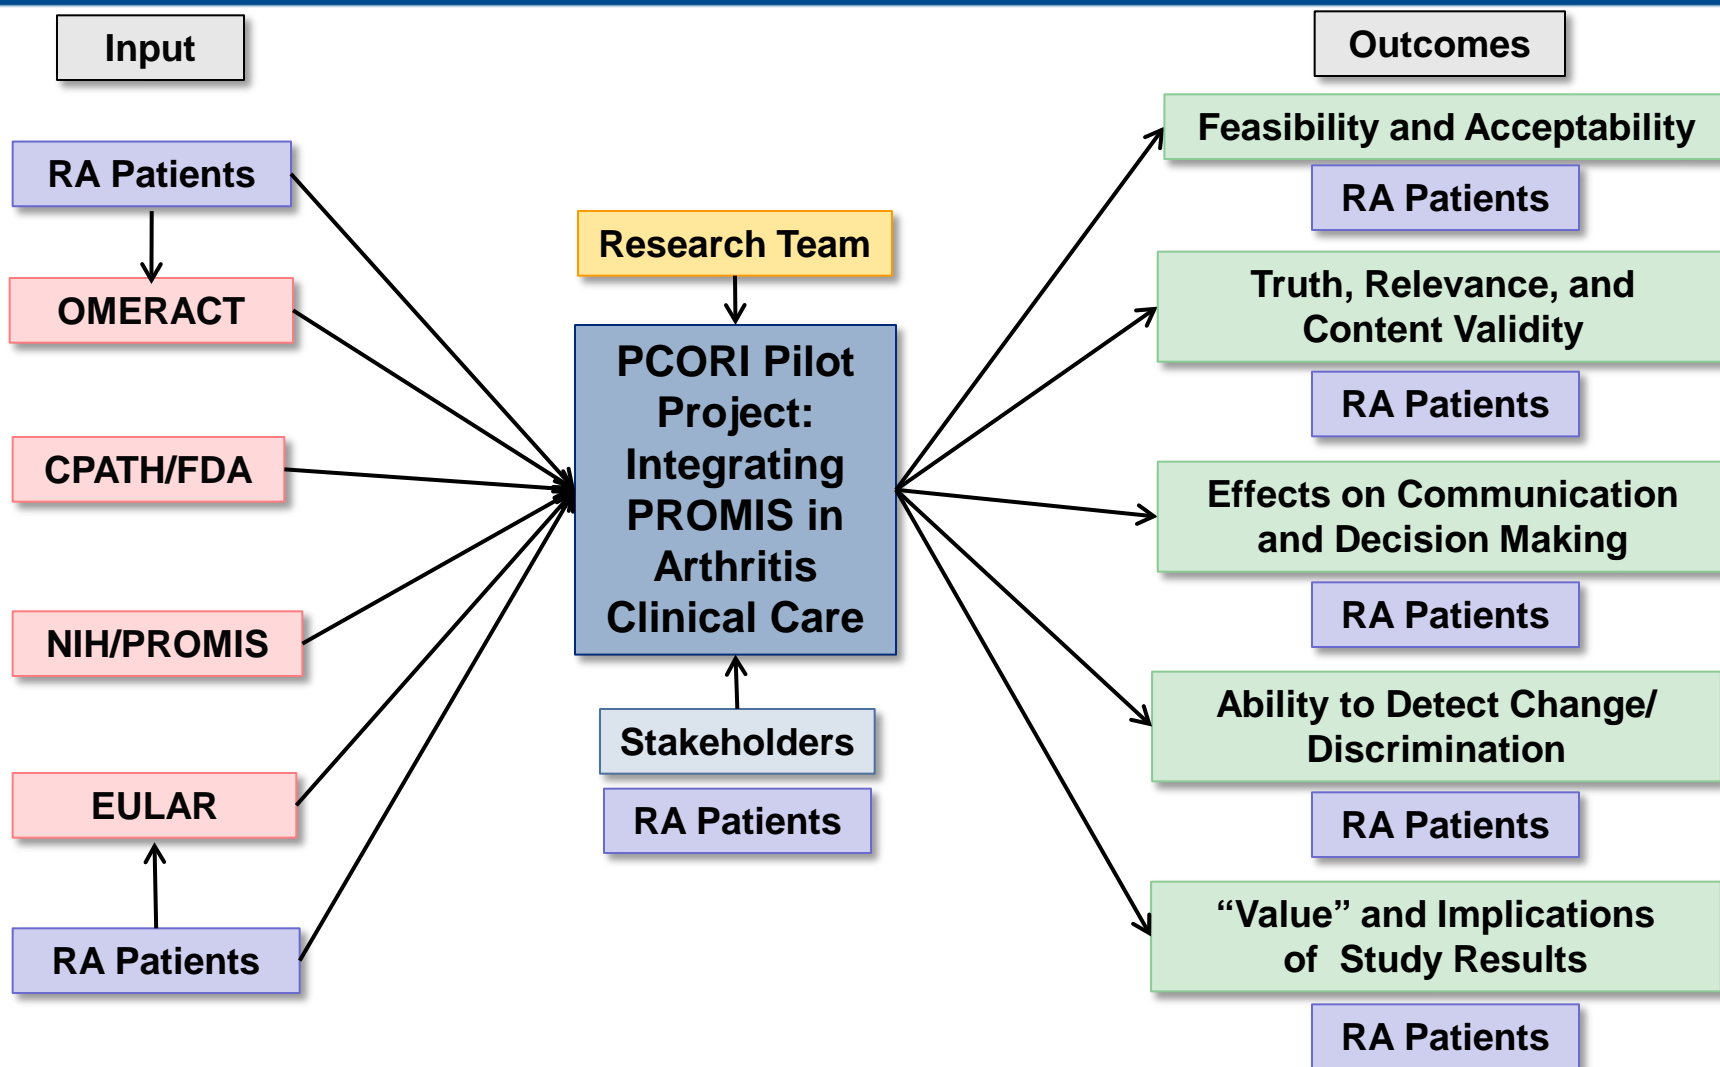 Input
RA Patients
OMERACT
CPATH/FDA
NIH/PROMIS
EULAR
RA Patients
Research Team
PCORI Pilot
Project:
Integrating
PROMIS in
Arthritis
Clinical Care
Stakeholders
RA Patients
Outcomes
Feasibility and Acceptability
RA Patients
Truth, Relevance, and
Content Validity
RA Patients
Effects on Communication
and Decision Making
RA Patients
Ability to Detect Change/
Discrimination
RA Patients
“Value” and Implications
of Study Results
RA Patients